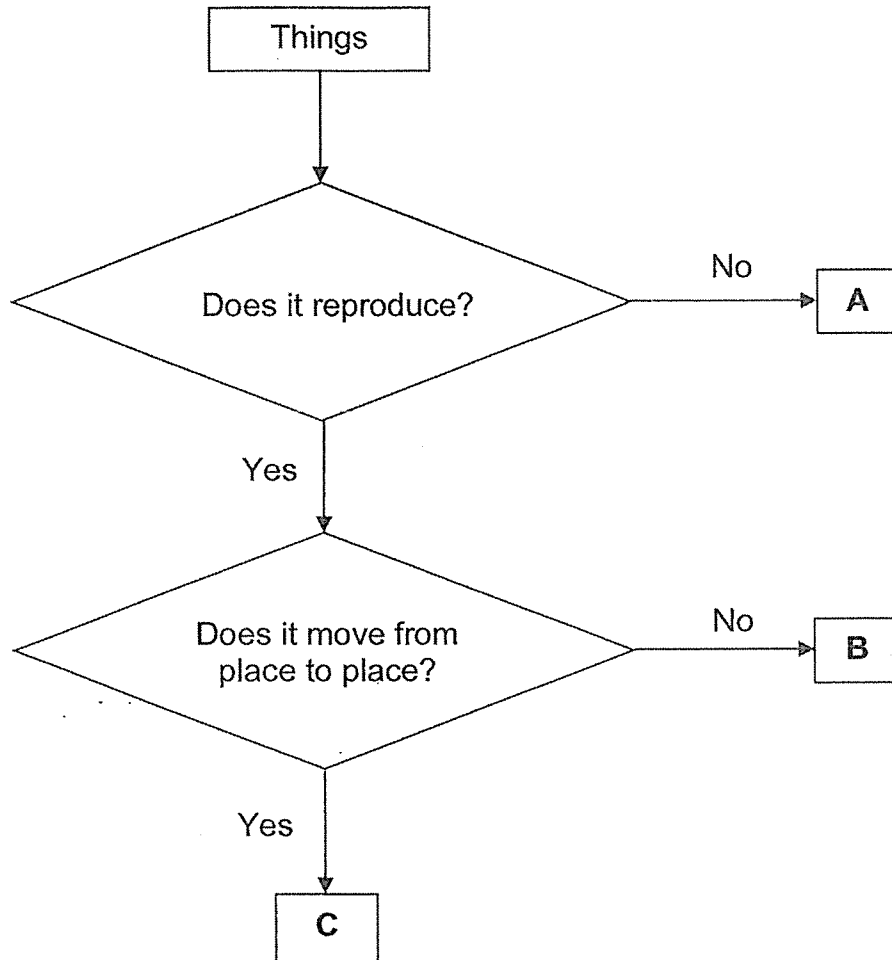 Things
Does it reproduce?
No
A
Yes
Does it move from
place to place?
No
B
Yes
C